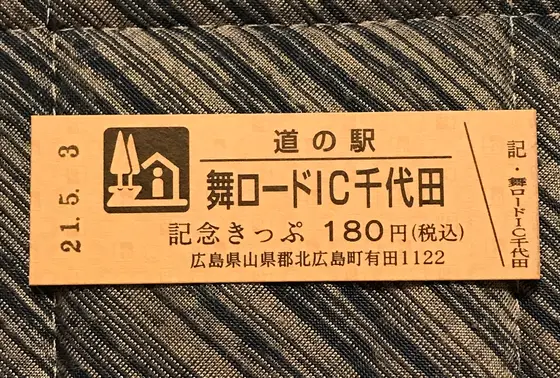 21.5.3
道の駅
舞ロードIC千代田
記念きっぷ 180円(税込)
広島県山県郡北広島町有田1122
記・舞ロードIC千代田